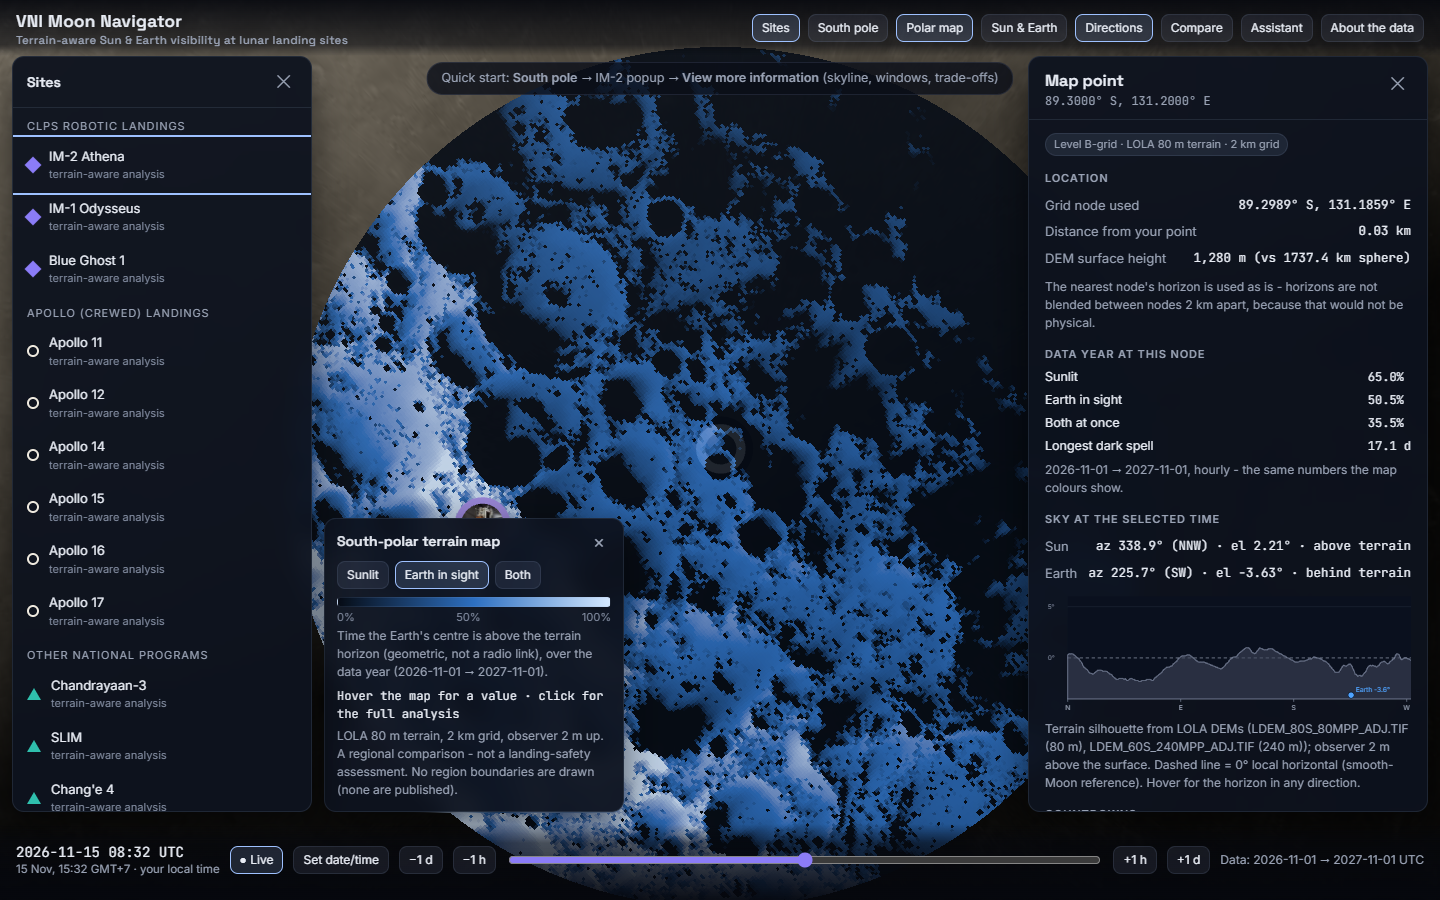 VNI Moon Navigator
Terrain-aware Sun & Earth visibility at lunar landing sites
Sites
South pole
Polar map
Sun & Earth
Directions
Compare
Assistant
About the data
Quick start: South pole → IM-2 popup → View more information (skyline, windows, trade-offs)
Sites
CLPS ROBOTIC LANDINGS
IM-2 Athena
terrain-aware analysis
IM-1 Odysseus
terrain-aware analysis
Blue Ghost 1
terrain-aware analysis
APOLLO (CREWED) LANDINGS
Apollo 11
terrain-aware analysis
Apollo 12
terrain-aware analysis
Apollo 14
terrain-aware analysis
Apollo 15
terrain-aware analysis
Apollo 16
terrain-aware analysis
Apollo 17
terrain-aware analysis
OTHER NATIONAL PROGRAMS
Chandrayaan-3
terrain-aware analysis
SLIM
terrain-aware analysis
Chang'e 4
terrain-aware analysis
South-polar terrain map
Sunlit
Earth in sight
Both
0% 50% 100%
Time the Earth's centre is above the terrain
horizon (geometric, not a radio link), over the
data year (2026-11-01 → 2027-11-01).
Hover the map for a value · click for
the full analysis
LOLA 80 m terrain, 2 km grid, observer 2 m up.
A regional comparison - not a landing-safety
assessment. No region boundaries are drawn
(none are published).
Map point
89.3000° S, 131.2000° E
Level B-grid · LOLA 80 m terrain · 2 km grid
LOCATION
Grid node used 89.2989° S, 131.1859° E
Distance from your point 0.03 km
DEM surface height 1,280 m (vs 1737.4 km sphere)
The nearest node's horizon is used as is - horizons are not
blended between nodes 2 km apart, because that would not be
physical.
DATA YEAR AT THIS NODE
Sunlit 65.0%
Earth in sight 50.5%
Both at once 35.5%
Longest dark spell 17.1 d
2026-11-01 → 2027-11-01, hourly - the same numbers the map
colours show.
SKY AT THE SELECTED TIME
Sun az 338.9° (NNW) · el 2.21° · above terrain
Earth az 225.7° (SW) · el -3.63° · behind terrain
5°
0°
Earth -3.6°
N E S W
Terrain silhouette from LOLA DEMs (LDEM_80S_80MPP_ADJ.TIF
(80 m), LDEM_60S_240MPP_ADJ.TIF (240 m)); observer 2 m
above the surface. Dashed line = 0° local horizontal (smooth-
Moon reference). Hover for the horizon in any direction.
2026-11-15 08:32 UTC
15 Nov, 15:32 GMT+7 · your local time
Live
Set date/time
−1 d
−1 h
+1 h
+1 d
Data: 2026-11-01 → 2027-11-01 UTC